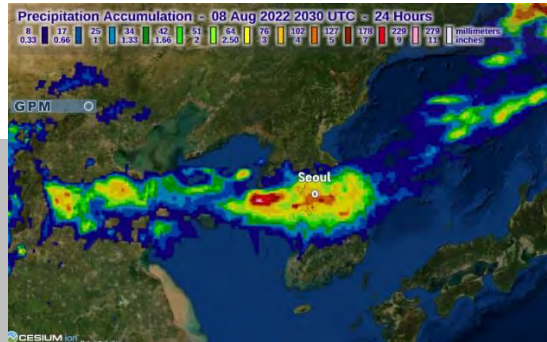 Precipitation Accumulation - 08 Aug 2022 2030 UTC - 24 Hours
8 17 25 34 42 51 64 76 102 127 178 229 279 millimeters
0.33 0.66 1 1.33 1.66 2 2.50 3 4 5 7 9 11 inches
GPM
Seoul
CESIUM ion